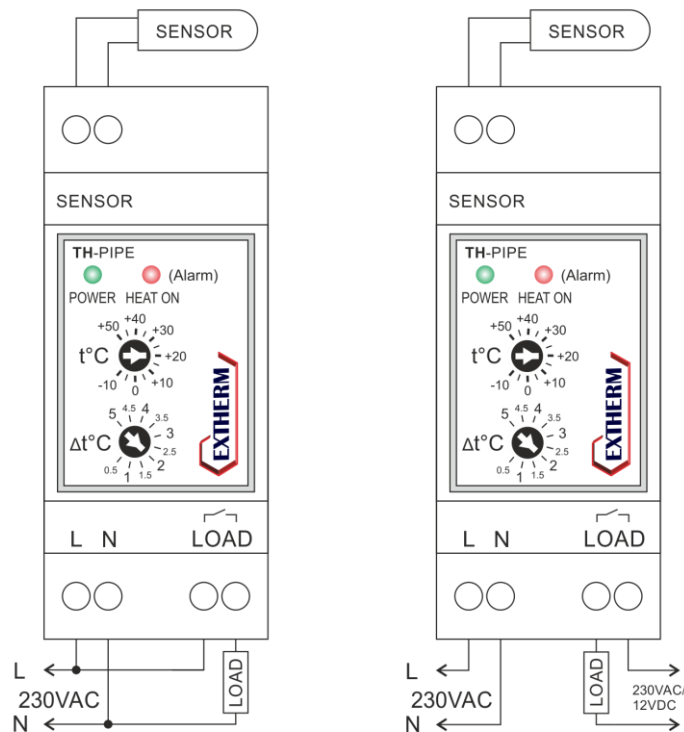 SENSOR
SENSOR
TH-PIPE
(Alarm)
POWER HEAT ON
+50 +40 +30
t°C +20
-10 0 +10
EXTHERM
5 4.5 4 3.5
Δt°C 3
2.5
0.5 1 1.5 2
L N LOAD
L
230VAC
N
LOAD
SENSOR
SENSOR
TH-PIPE
(Alarm)
POWER HEAT ON
+50 +40 +30
t°C +20
-10 0 +10
EXTHERM
5 4.5 4 3.5
Δt°C 3
2.5
0.5 1 1.5 2
L N LOAD
L
230VAC
N
LOAD
230VAC/
12VDC